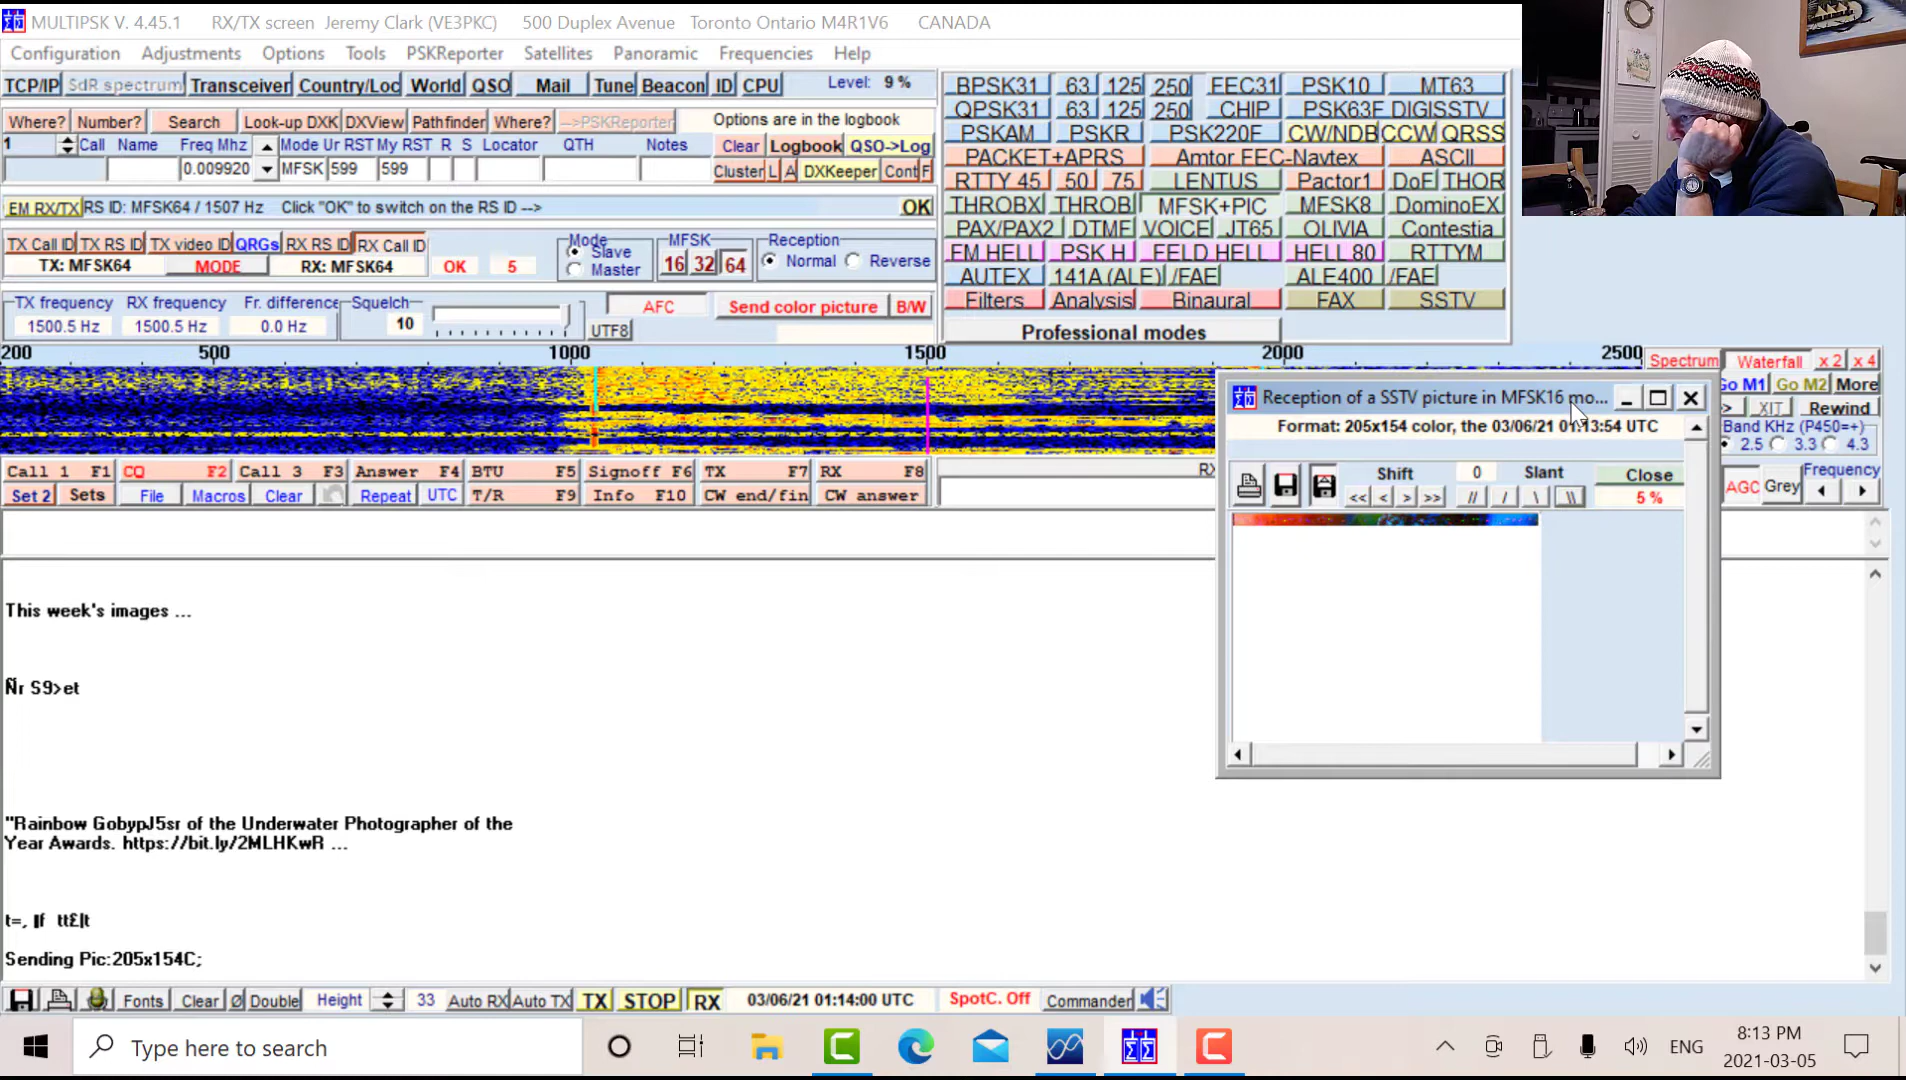 MULTIPSK V. 4.45.1 RX/TX screen Jeremy Clark (VE3PKC) 500 Duplex Avenue Toronto Ontario M4R1V6 CANADA
Configuration Adjustments Options Tools PSKReporter Satellites Panoramic Frequencies Help
TCP/IP SdR spectrum Transceiver Country/Loc World QSO Mail Tune Beacon ID CPU Level: 9 %
Where? Number? Search Look-up DXK DXView Pathfinder Where? -->PSKReporter Options are in the logbook
1 Call Name Freq Mhz Mode Ur RST My RST R S Locator QTH Notes Clear Logbook QSO->Log
0.009920 MFSK 599 599 Cluster L A DXKeeper Cont F
EM RX/TX RS ID: MFSK64 / 1507 Hz Click "OK" to switch on the RS ID --> OK
TX Call ID TX RS ID TX video ID QRGs RX RS ID RX Call ID Mode Slave Master MFSK 16 32 64 Reception Normal Reverse
TX: MFSK64 MODE RX: MFSK64 OK 5
TX frequency RX frequency Fr. difference Squelch AFC Send color picture B/W
1500.5 Hz 1500.5 Hz 0.0 Hz 10 UTF8
BPSK31 63 125 250 FEC31 PSK10 MT63
QPSK31 63 125 250 CHIP PSK63F DIGISSTV
PSKAM PSKR PSK220F CW/NDB CCW QRSS
PACKET+APRS Amtor FEC-Navtex ASCII
RTTY 45 50 75 LENTUS Pactor1 DoF THOR
THROBX THROB MFSK+PIC MFSK8 DominoEX
PAX/PAX2 DTMF VOICE JT65 OLIVIA Contestia
FM HELL PSK H FELD HELL HELL 80 RTTYM
AUTEX 141A (ALE) /FAE ALE400 /FAE
Filters Analysis Binaural FAX SSTV
Professional modes
200 500 1000 1500 2000 2500
Spectrum Waterfall x 2 x 4
Go M1 Go M2 More
> XIT Rewind
Band KHz (P450=+)
2.5 3.3 4.3
AGC Grey Frequency
Call 1 F1 CQ F2 Call 3 F3 Answer F4 BTU F5 Signoff F6 TX F7 RX F8
Set 2 Sets File Macros Clear Repeat UTC T/R F9 Info F10 CW end/fin CW answer
Reception of a SSTV picture in MFSK16 mo...
Format: 205x154 color, the 03/06/21 01:13:54 UTC
Shift 0 Slant Close
<< < > >> // / \ \\ 5 %
This week's images ...
Ñr S9>et
"Rainbow GobypJ5sr of the Underwater Photographer of the
Year Awards. https://bit.ly/2MLHKwR ...
Sending Pic:205x154C;
Fonts Clear Ø Double Height 33 Auto RX Auto TX TX STOP RX 03/06/21 01:14:00 UTC SpotC. Off Commander
Type here to search
ENG
8:13 PM
2021-03-05